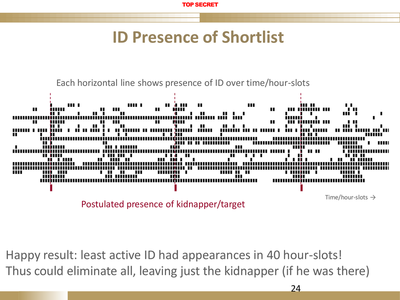 TOP SECRET
ID Presence of Shortlist
Each horizontal line shows presence of ID over time/hour-slots
Time/hour-slots →
Postulated presence of kidnapper/target
Happy result: least active ID had appearances in 40 hour-slots!
Thus could eliminate all, leaving just the kidnapper (if he was there)
24